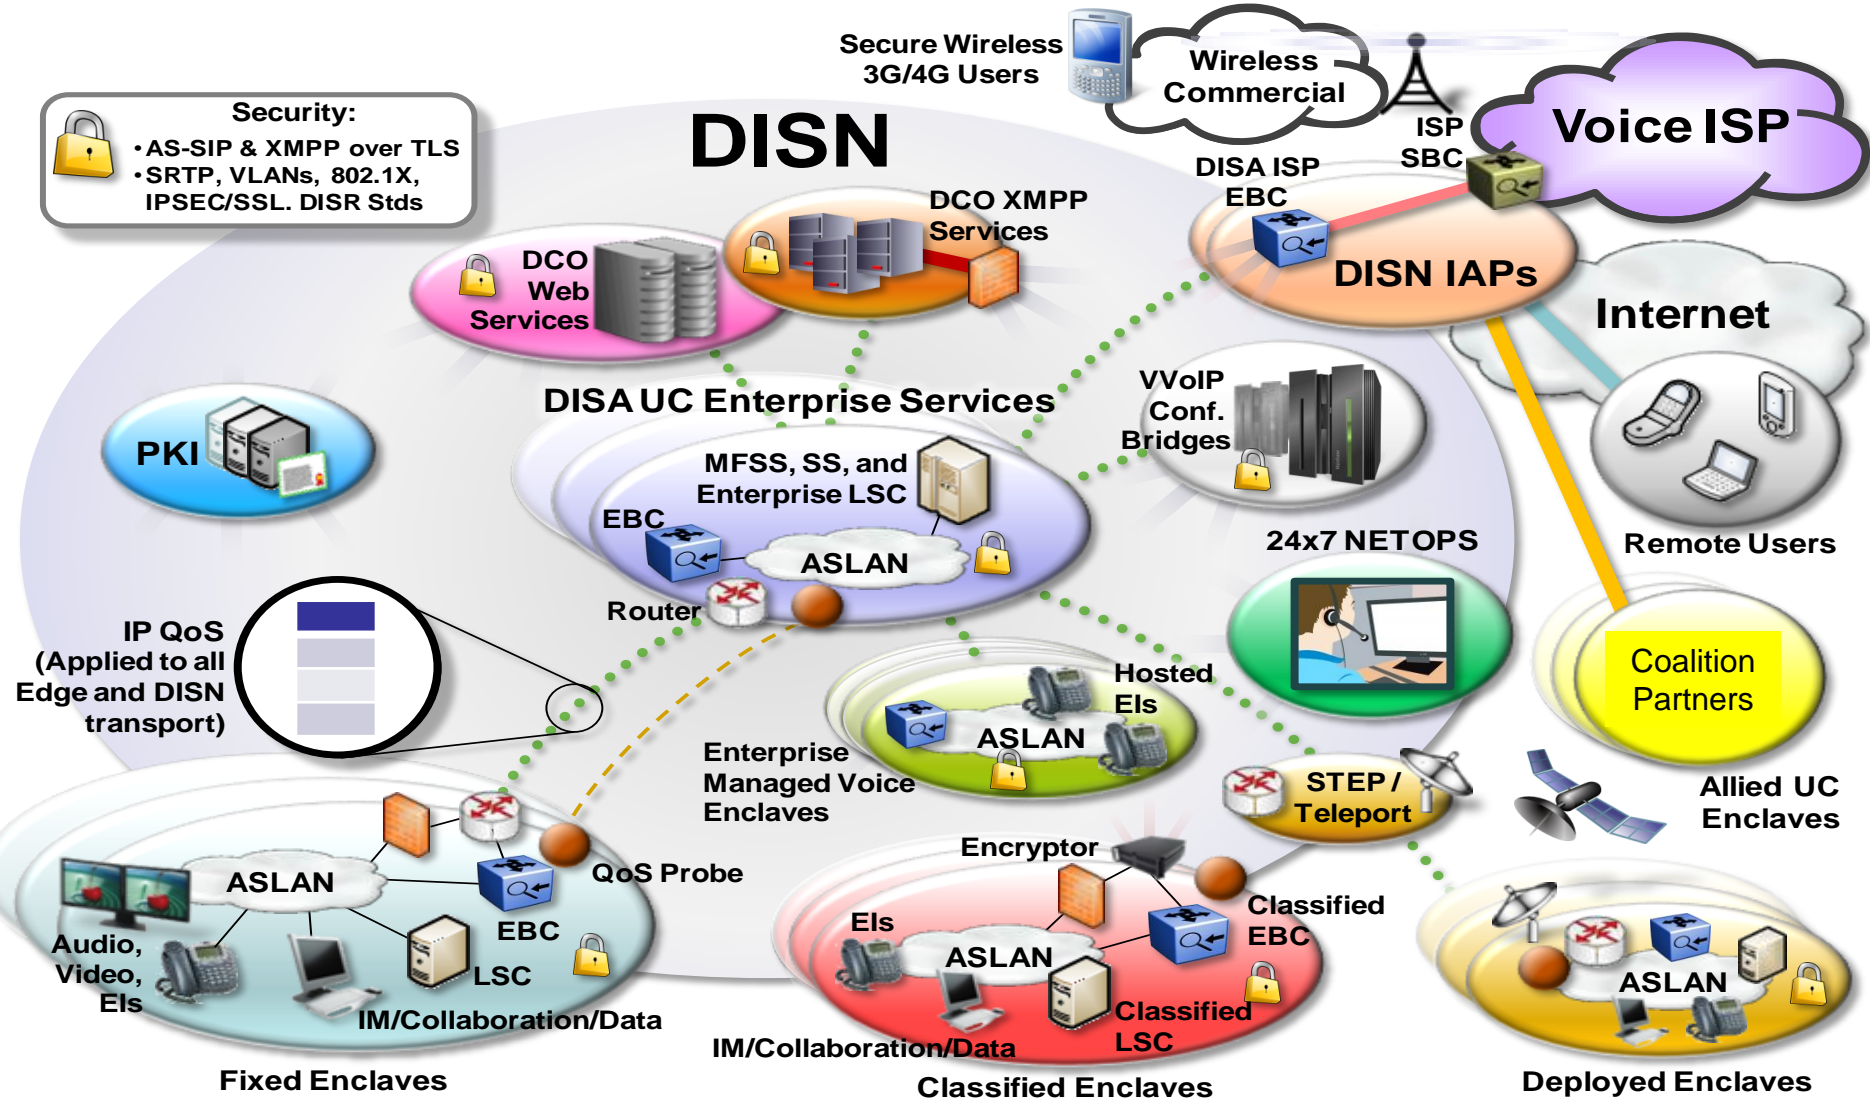 Secure Wireless
3G/4G Users
Wireless
Commercial
Voice ISP
ISP
SBC
Security:
•AS-SIP & XMPP over TLS
•SRTP, VLANs, 802.1X,
IPSEC/SSL. DISR Stds
DISN
DISA ISP
EBC
DISN IAPs
DCO XMPP
Services
DCO
Web
Services
Internet
DISA UC Enterprise Services
VVoIP
Conf.
Bridges
PKI
MFSS, SS, and
Enterprise LSC
EBC
ASLAN
Router
24x7 NETOPS
Remote Users
IP QoS
(Applied to all
Edge and DISN
transport)
Hosted
EIs
ASLAN
Enterprise
Managed Voice
Enclaves
Coalition
Partners
STEP /
Teleport
Allied UC
Enclaves
ASLAN
QoS Probe
EBC
Audio,
Video,
EIs
LSC
IM/Collaboration/Data
Fixed Enclaves
Encryptor
EIs
Classified
EBC
ASLAN
Classified
LSC
IM/Collaboration/Data
Classified Enclaves
ASLAN
Deployed Enclaves